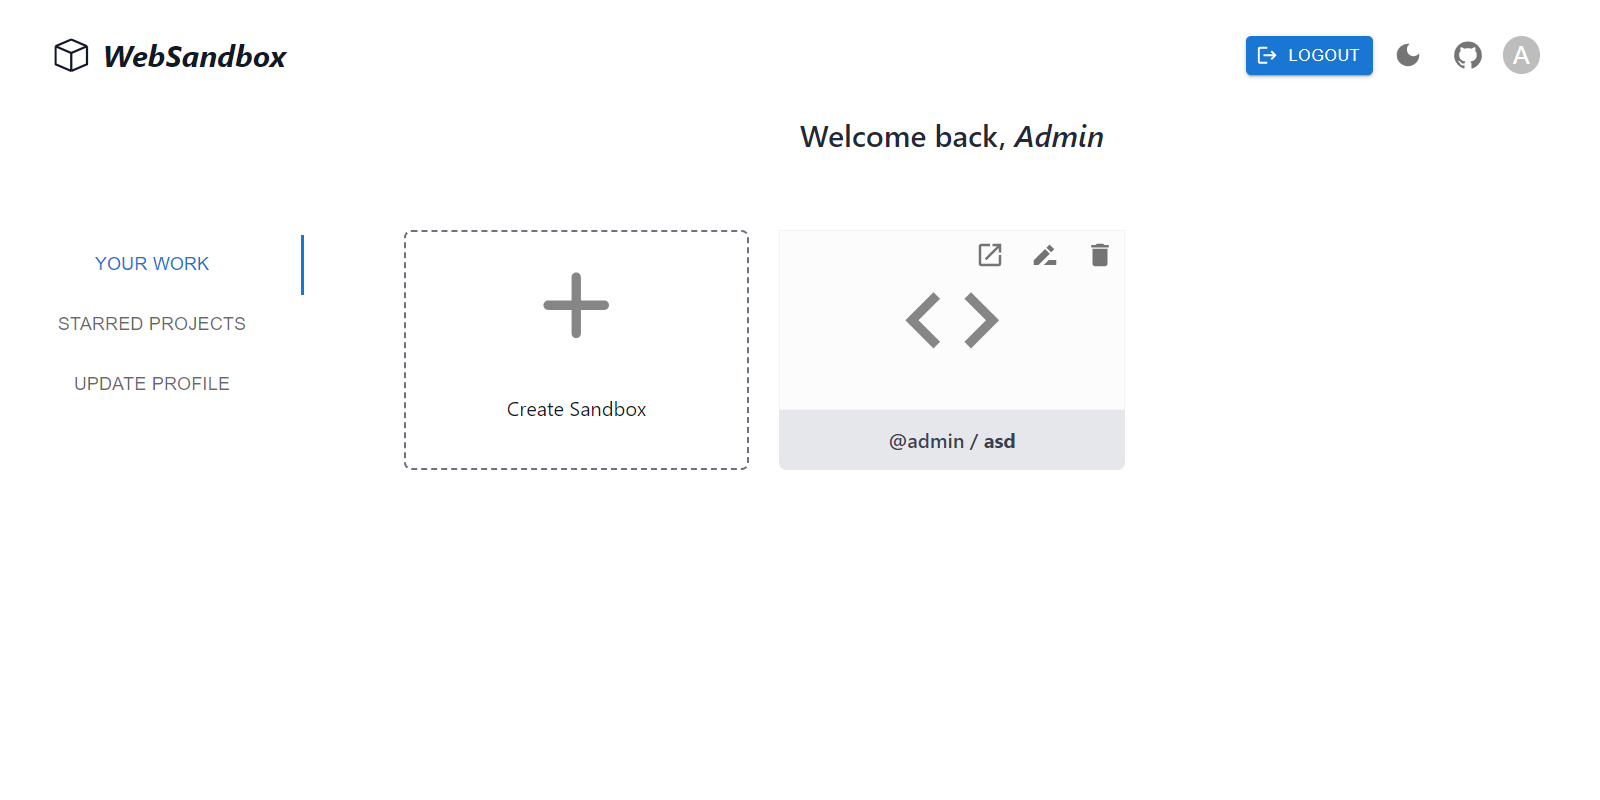 WebSandbox
LOGOUT
A
Welcome back, Admin
YOUR WORK
STARRED PROJECTS
UPDATE PROFILE
Create Sandbox
@admin / asd